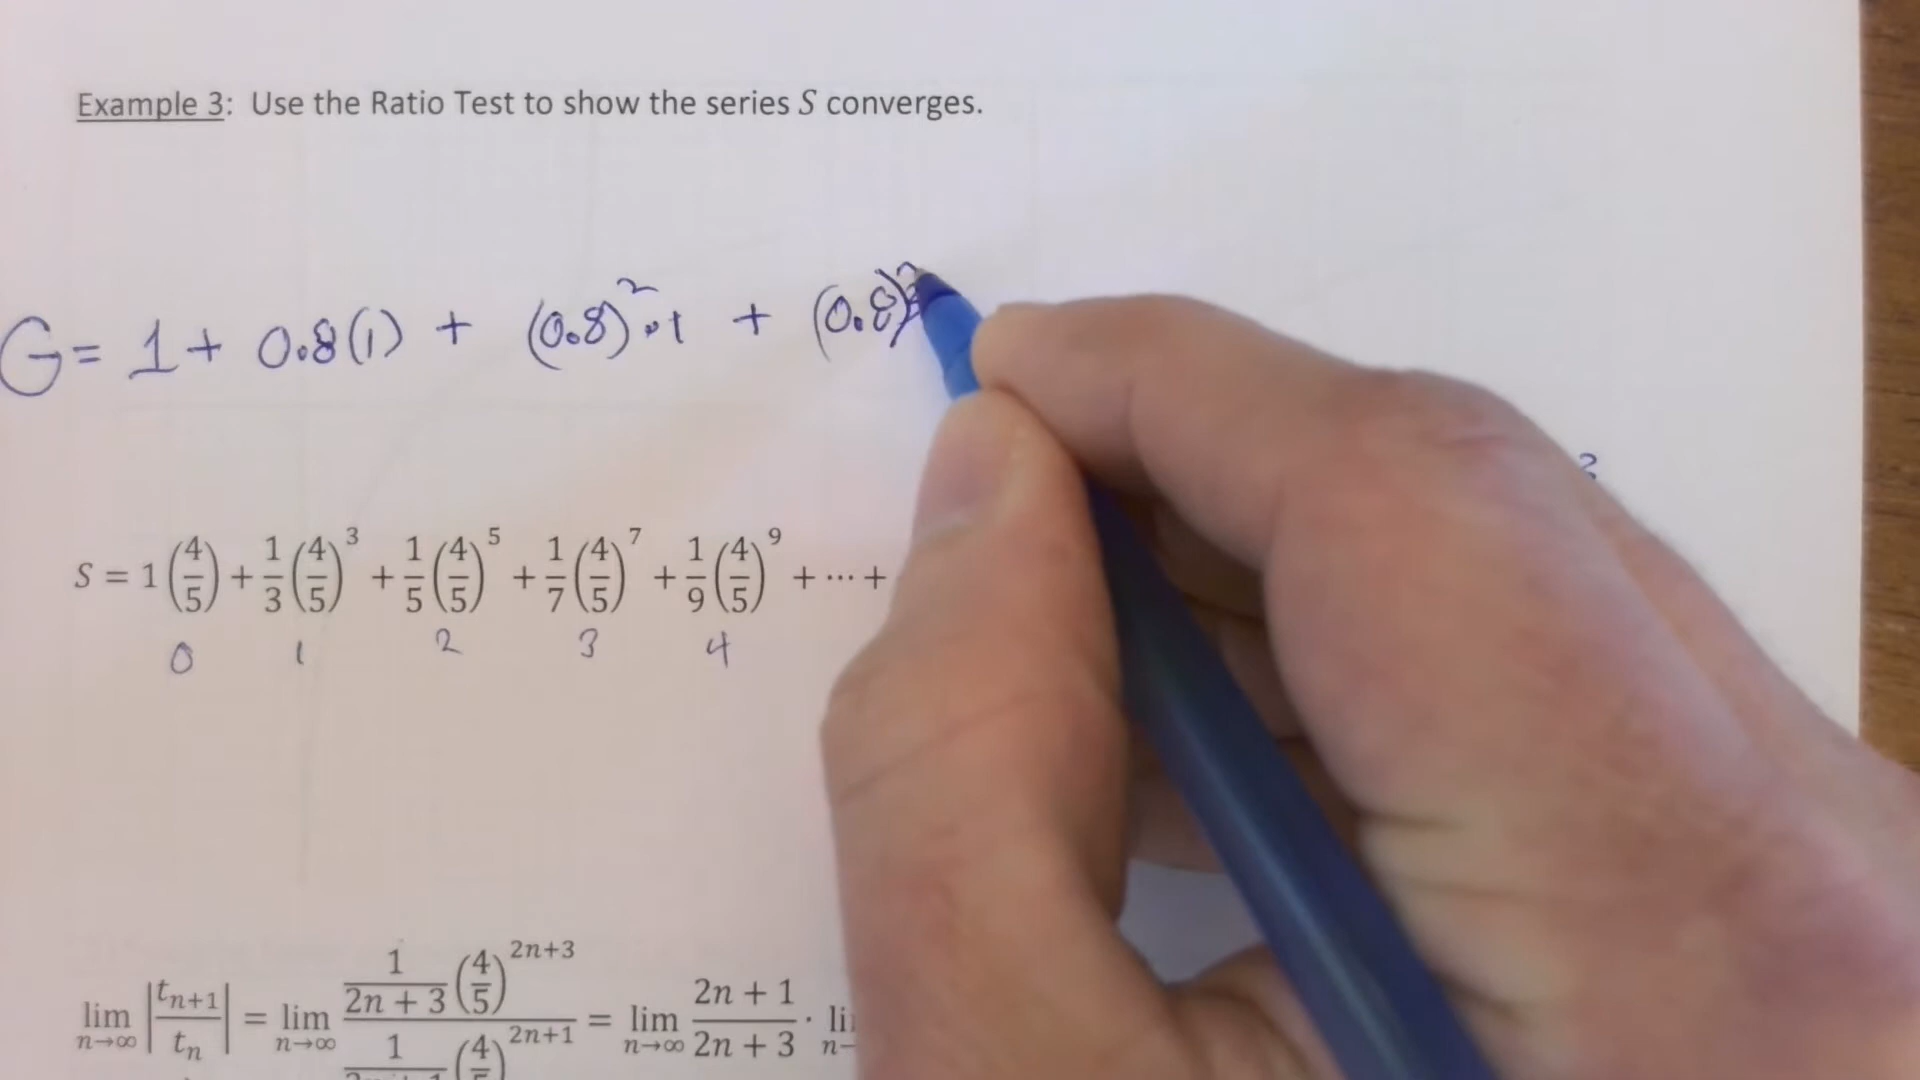 Example 3: Use the Ratio Test to show the series S converges.
G = 1 + 0.8(1) + (0.8)²·1 + (0.8)
2
S = 1(4/5) + 1/3(4/5)³ + 1/5(4/5)⁵ + 1/7(4/5)⁷ + 1/9(4/5)⁹ + ⋯ +
0 1 2 3 4
lim n→∞ |tₙ₊₁/tₙ| = lim n→∞ (1/(2n + 3) (4/5)^(2n+3))/(1/(2n + 1) (4/5)^(2n+1)) = lim n→∞ (2n + 1)/(2n + 3) ·